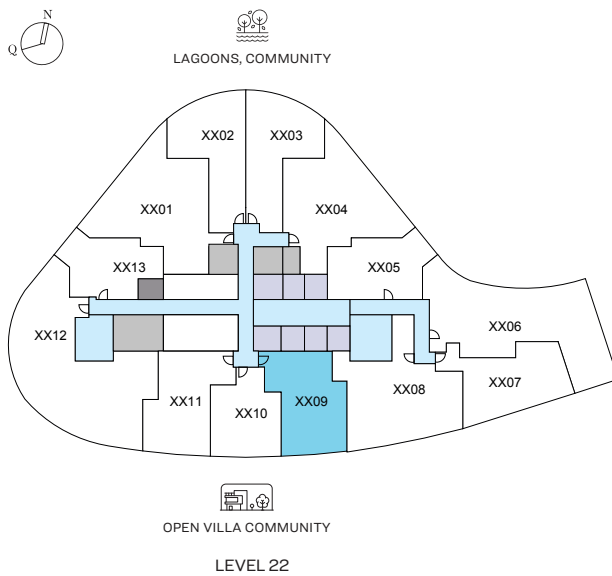 N
Q
LAGOONS, COMMUNITY
XX02
XX03
XX01
XX04
XX13
XX05
XX12
XX06
XX11
XX10
XX09
XX08
XX07
OPEN VILLA COMMUNITY
LEVEL 22